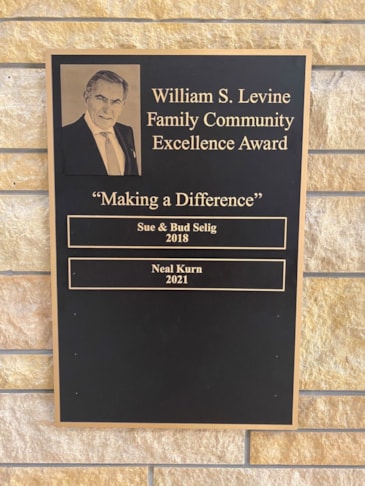 William S. Levine
Family Community
Excellence Award
“Making a Difference”
Sue & Bud Selig
2018
Neal Kurn
2021